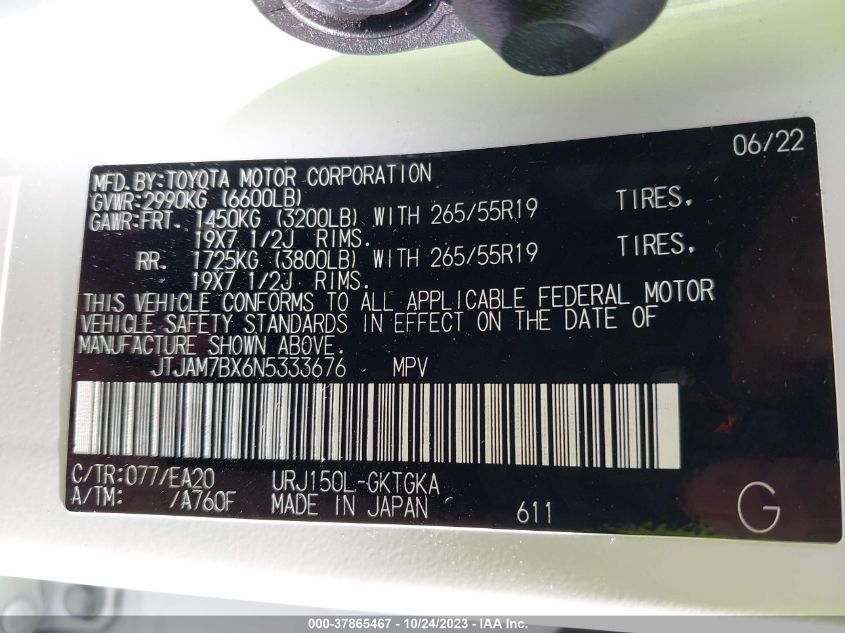 06/22
MFD. BY:TOYOTA MOTOR CORPORATION
GVWR:2990KG (6600LB)
GAWR:FRT. 1450KG (3200LB) WITH 265/55R19 TIRES.
19X7 1/2J RIMS.
RR. 1725KG (3800LB) WITH 265/55R19 TIRES.
19X7 1/2J RIMS.
THIS VEHICLE CONFORMS TO ALL APPLICABLE FEDERAL MOTOR
VEHICLE SAFETY STANDARDS IN EFFECT ON THE DATE OF
MANUFACTURE SHOWN ABOVE.
JTJAM7BX6N5333676 MPV
C/TR:077/EA20 URJ150L-GKTGKA
A/TM: /A760F MADE IN JAPAN 611 G
000-37865467 - 10/24/2023 - IAA Inc.